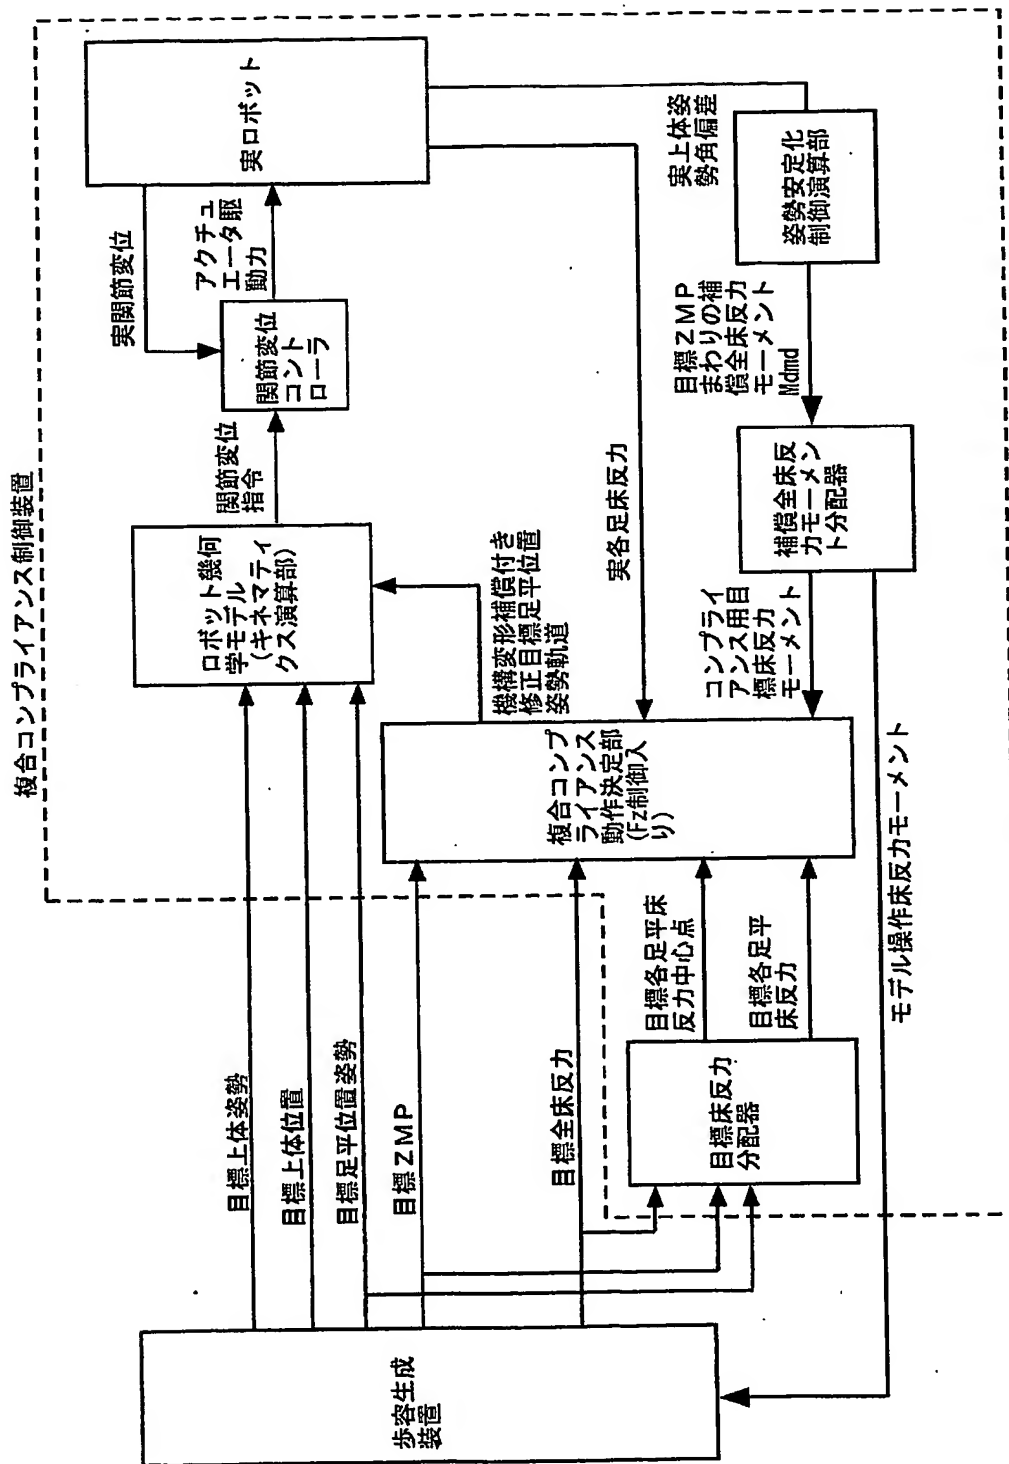 複合コンプライアンス制御装置
歩容生成
装置
目標上体姿勢
目標上体位置
目標足平位置姿勢
目標ZMP
目標全床反力
目標床反力
分配器
目標各足平床
反力中心点
目標各足平
床反力
ロボット幾何
学モデル
(キネマティ
クス演算部)
関節変位
指令
関節変位
コント
ローラ
アクチュ
エータ駆
動力
実関節変位
実ロボット
機構変形補償付き
修正目標足平位置
姿勢軌道
複合コンプ
ライアンス
動作決定部
(Fz制御入
り)
実各足床反力
コンプライ
アンス用目
標床反力
モーメント
補償全床反
力モーメン
ト分配器
目標ZMP
まわりの補
償全床反力
モーメント
Mdmd
姿勢安定化
制御演算部
実上体姿
勢角偏差
モデル操作床反力モーメント